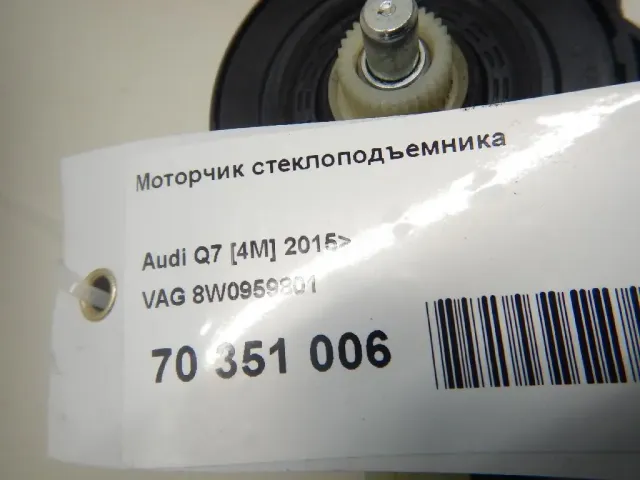 Моторчик стеклоподъемника
Audi Q7 [4M] 2015>
VAG 8W0959801
70 351 006